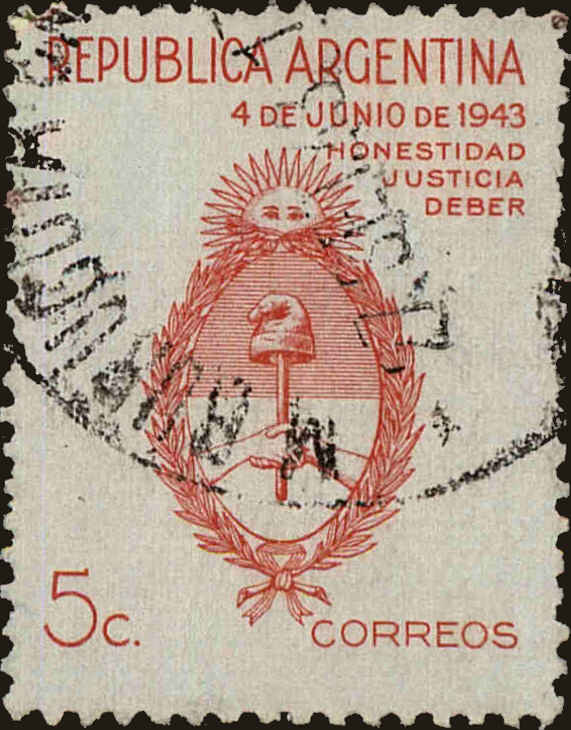 REPUBLICA ARGENTINA
4 DE JUNIO DE 1943
HONESTIDAD
JUSTICIA
DEBER
5c.
CORREOS